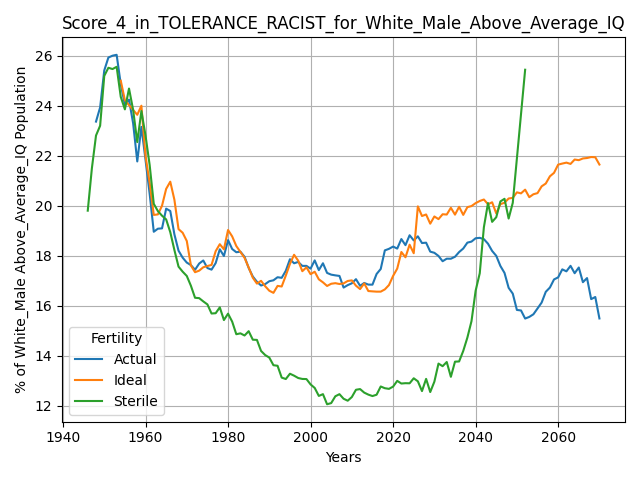 Score_4_in_TOLERANCE_RACIST_for_White_Male_Above_Average_IQ
% of White_Male Above_Average_IQ Population
26
24
22
20
18
16
14
12
Fertility
Actual
Ideal
Sterile
1940 1960 1980 2000 2020 2040 2060
Years